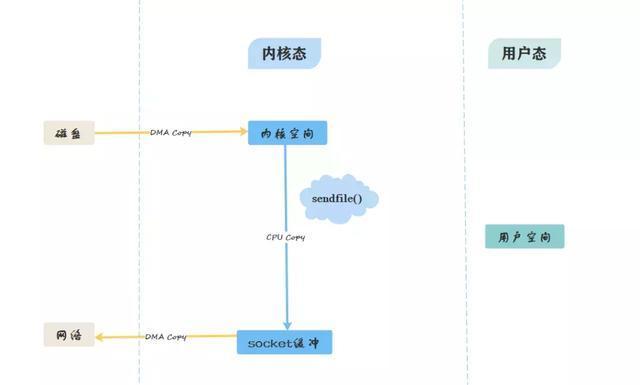 内核态
用户态
磁盘
DMA Copy
内核空间
sendfile()
CPU Copy
用户空间
网络
DMA Copy
socket缓冲